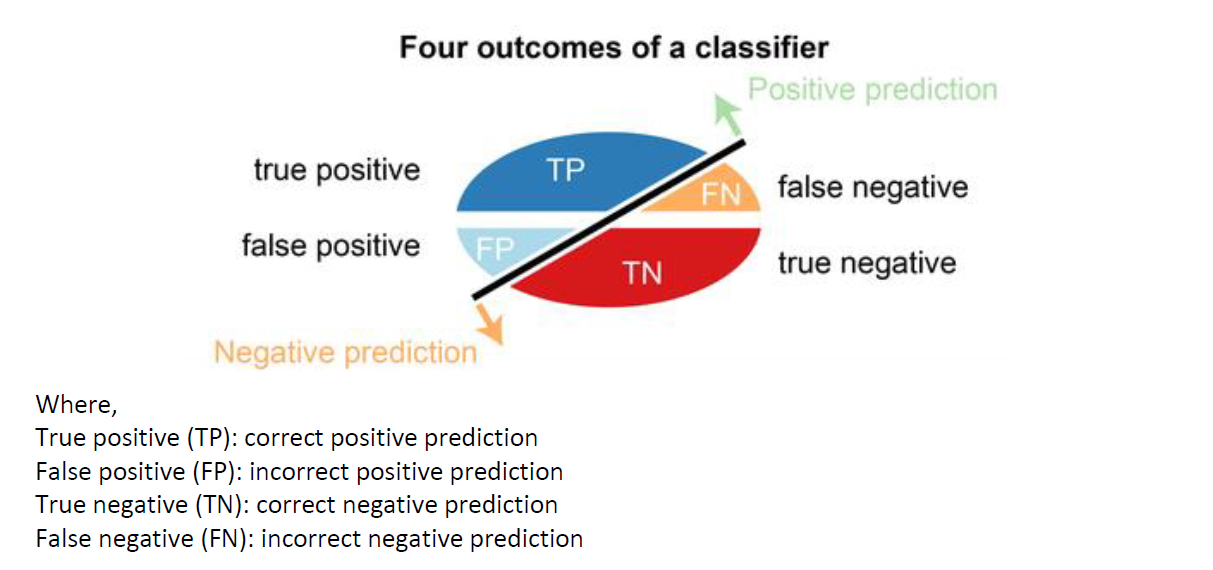 Four outcomes of a classifier
Positive prediction
true positive
TP
FN
false negative
false positive
FP
TN
true negative
Negative prediction
Where,
True positive (TP): correct positive prediction
False positive (FP): incorrect positive prediction
True negative (TN): correct negative prediction
False negative (FN): incorrect negative prediction